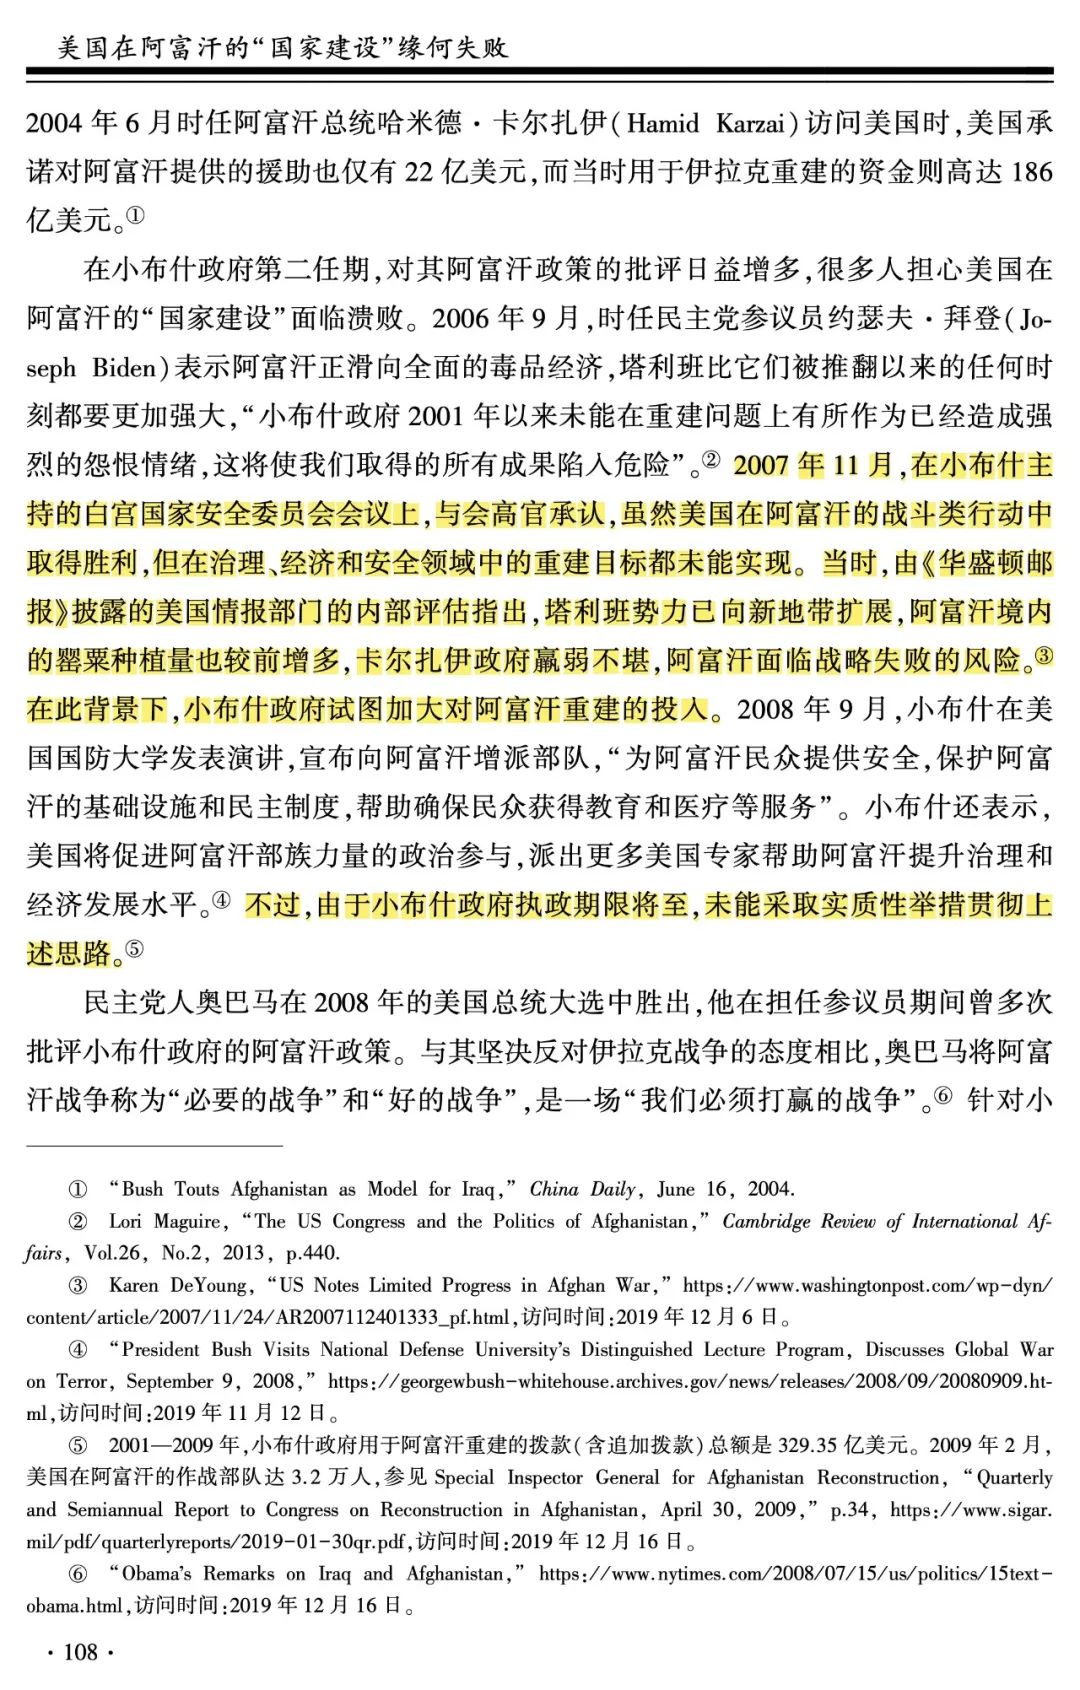 美国在阿富汗的“国家建设”缘何失败
2004 年 6 月时任阿富汗总统哈米德·卡尔扎伊(Hamid Karzai)访问美国时,美国承
诺对阿富汗提供的援助也仅有 22 亿美元,而当时用于伊拉克重建的资金则高达 186
亿美元。①
在小布什政府第二任期,对其阿富汗政策的批评日益增多,很多人担心美国在
阿富汗的“国家建设”面临溃败。2006 年 9 月,时任民主党参议员约瑟夫·拜登(Jo-
seph Biden)表示阿富汗正滑向全面的毒品经济,塔利班比它们被推翻以来的任何时
刻都要更加强大,“小布什政府 2001 年以来未能在重建问题上有所作为已经造成强
烈的怨恨情绪,这将使我们取得的所有成果陷入危险”。② 2007 年 11 月,在小布什主
持的白宫国家安全委员会会议上,与会高官承认,虽然美国在阿富汗的战斗类行动中
取得胜利,但在治理、经济和安全领域中的重建目标都未能实现。当时,由《华盛顿邮
报》披露的美国情报部门的内部评估指出,塔利班势力已向新地带扩展,阿富汗境内
的罂粟种植量也较前增多,卡尔扎伊政府羸弱不堪,阿富汗面临战略失败的风险。③
在此背景下,小布什政府试图加大对阿富汗重建的投入。2008 年 9 月,小布什在美
国国防大学发表演讲,宣布向阿富汗增派部队,“为阿富汗民众提供安全,保护阿富
汗的基础设施和民主制度,帮助确保民众获得教育和医疗等服务”。小布什还表示,
美国将促进阿富汗部族力量的政治参与,派出更多美国专家帮助阿富汗提升治理和
经济发展水平。④ 不过,由于小布什政府执政期限将至,未能采取实质性举措贯彻上
述思路。⑤
民主党人奥巴马在 2008 年的美国总统大选中胜出,他在担任参议员期间曾多次
批评小布什政府的阿富汗政策。与其坚决反对伊拉克战争的态度相比,奥巴马将阿富
汗战争称为“必要的战争”和“好的战争”,是一场“我们必须打赢的战争”。⑥ 针对小
① “Bush Touts Afghanistan as Model for Iraq,” China Daily, June 16, 2004.
② Lori Maguire, “The US Congress and the Politics of Afghanistan,” Cambridge Review of International Af-
fairs, Vol.26, No.2, 2013, p.440.
③ Karen DeYoung, “US Notes Limited Progress in Afghan War,” https://www.washingtonpost.com/wp-dyn/
content/article/2007/11/24/AR2007112401333_pf.html,访问时间:2019 年 12 月 6 日。
④ “President Bush Visits National Defense University’s Distinguished Lecture Program, Discusses Global War
on Terror, September 9, 2008,” https://georgewbush-whitehouse.archives.gov/news/releases/2008/09/20080909.ht-
ml,访问时间:2019 年 11 月 12 日。
⑤ 2001—2009 年,小布什政府用于阿富汗重建的拨款(含追加拨款)总额是 329.35 亿美元。2009 年 2 月,
美国在阿富汗的作战部队达 3.2 万人,参见 Special Inspector General for Afghanistan Reconstruction, “Quarterly
and Semiannual Report to Congress on Reconstruction in Afghanistan, April 30, 2009,” p.34, https://www.sigar.
mil/pdf/quarterlyreports/2019-01-30qr.pdf,访问时间:2019 年 12 月 16 日。
⑥ “Obama’s Remarks on Iraq and Afghanistan,” https://www.nytimes.com/2008/07/15/us/politics/15text-
obama.html,访问时间:2019 年 12 月 16 日。
·108·